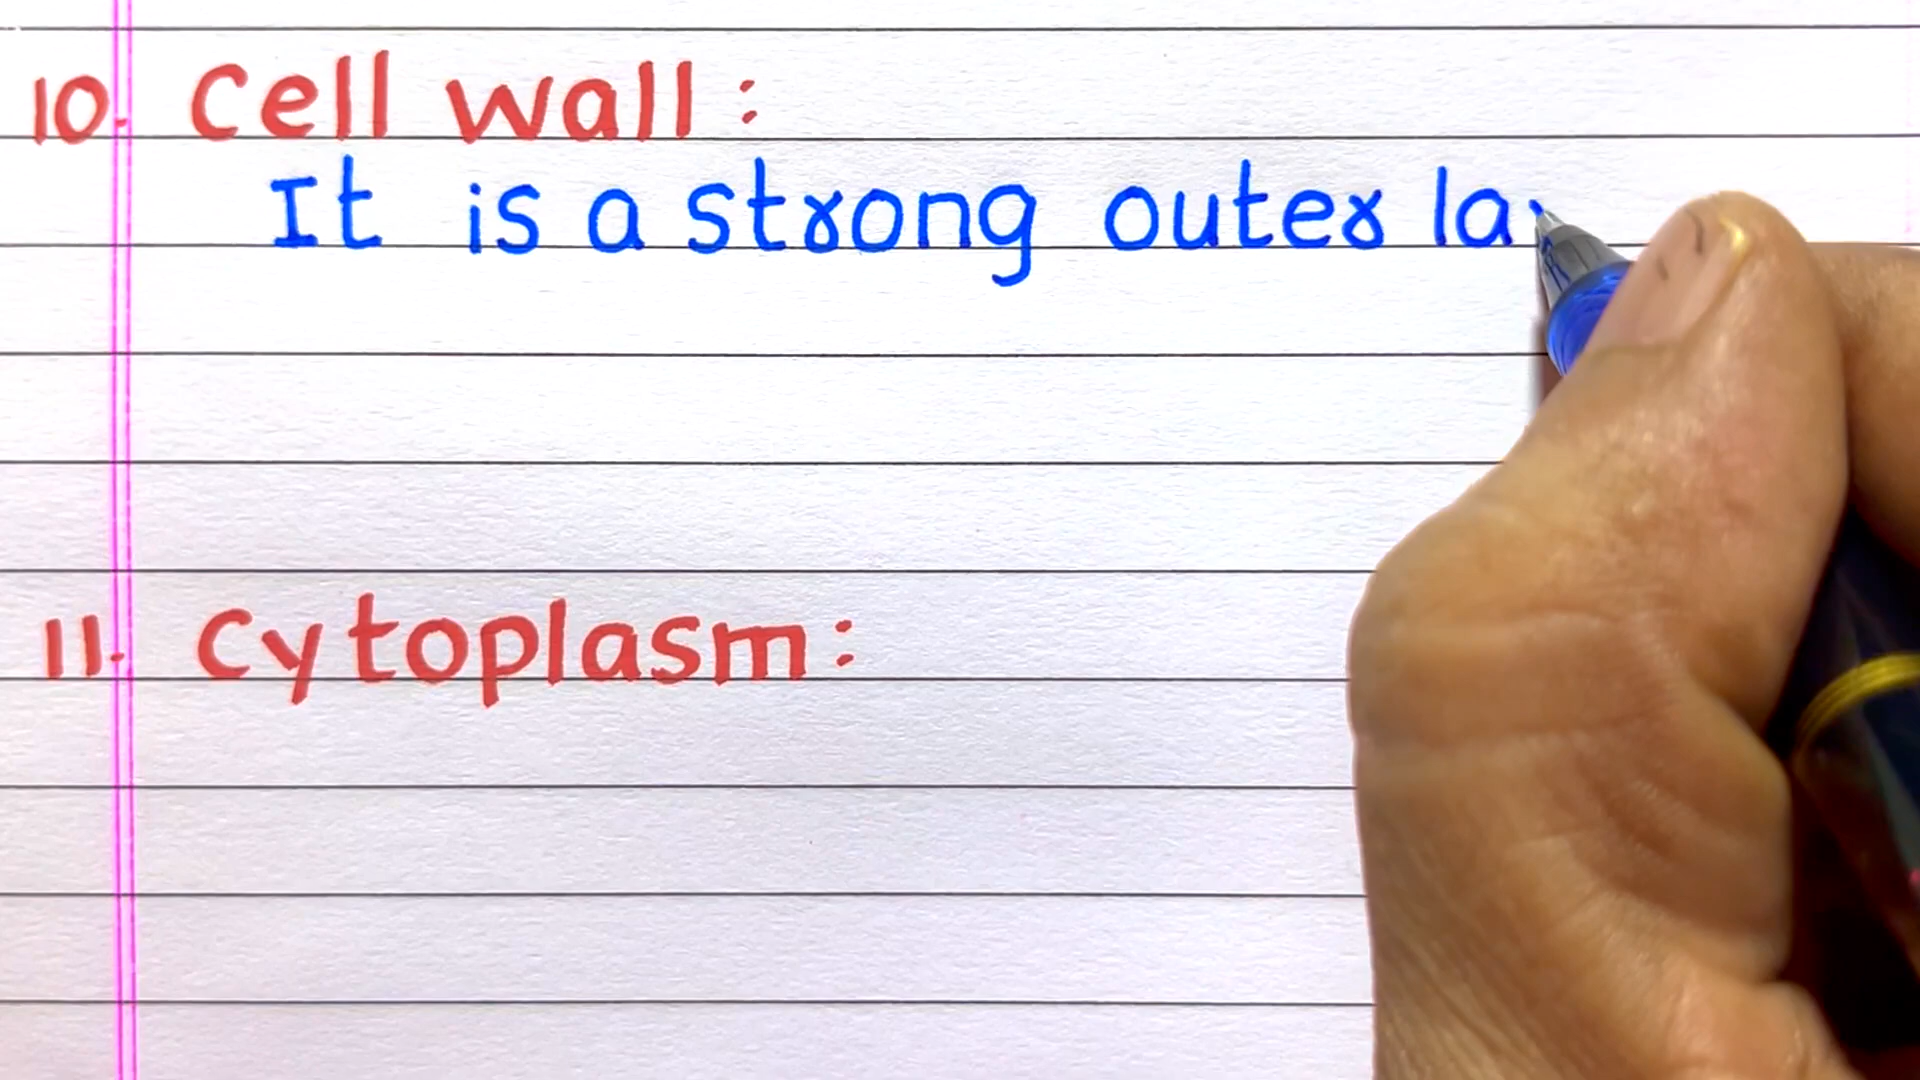 10. Cell wall:
It is a strong outer la
11. Cytoplasm: